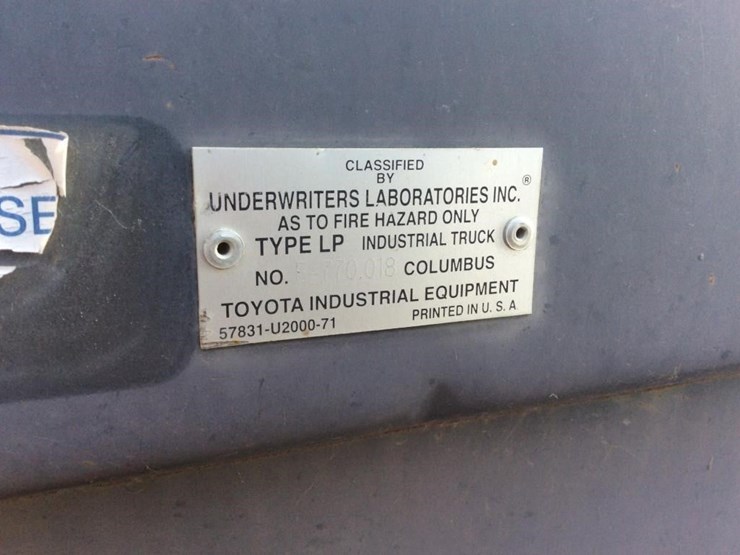 SE
CLASSIFIED
BY
UNDERWRITERS LABORATORIES INC. ®
AS TO FIRE HAZARD ONLY
TYPE LP INDUSTRIAL TRUCK
NO. COLUMBUS
TOYOTA INDUSTRIAL EQUIPMENT
57831-U2000-71 PRINTED IN U. S. A